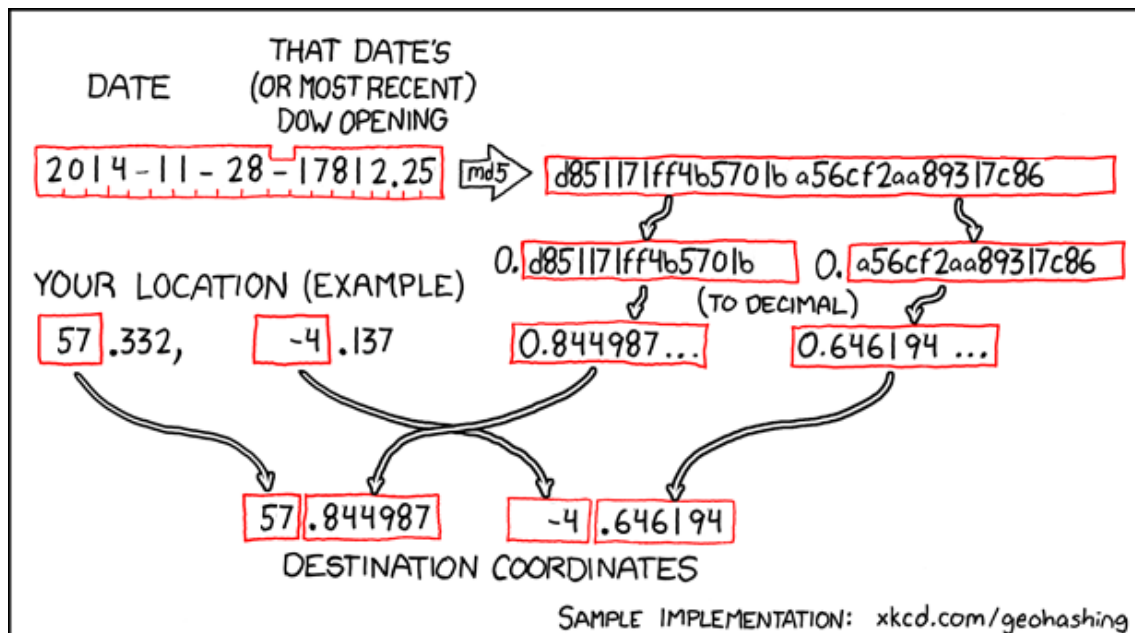 DATE
THAT DATE'S
(OR MOST RECENT)
DOW OPENING
2014-11-28-17812.25
md5
d851171ff4b5701ba56cf2aa89317c86
0.d851171ff4b5701b
0.a56cf2aa89317c86
YOUR LOCATION (EXAMPLE)
(TO DECIMAL)
57.332,
-4.137
0.844987...
0.646194...
57.844987
-4.646194
DESTINATION COORDINATES
SAMPLE IMPLEMENTATION: xkcd.com/geohashing